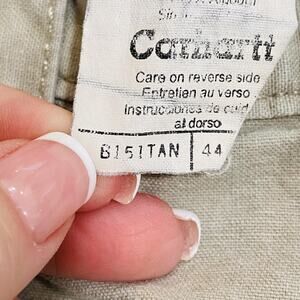 Carhartt
Care on reverse side
Entretien au verso
Instrucciones de cuid
al dorso
B151TAN 44